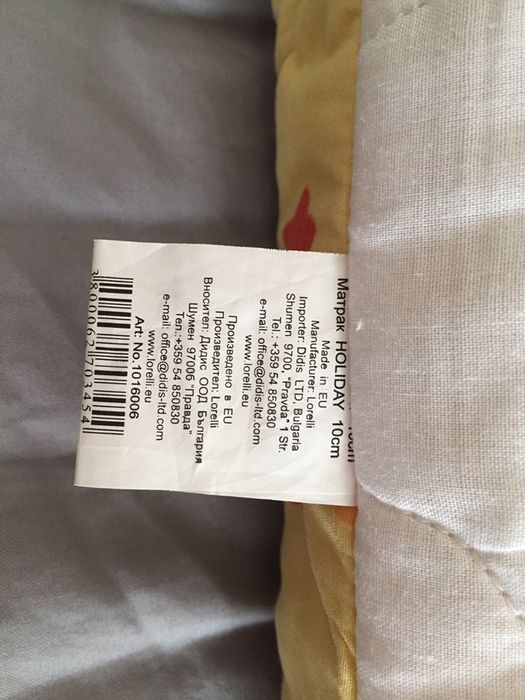 10cm
Матрак HOLIDAY 10cm
Made in EU
Manufacturer: Lorelli
Importer: Didis LTD. Bulgaria
Shumen 9700, "Pravda" 1 Str.
Tel.: +359 54 850830
e-mail: office@didis-ltd.com
www.lorelli.eu
Произведено в EU
Производител: Lorelli
Вносител: Дидис ООД България
Шумен 97006 "Правда"
Тел.:+359 54 850830
e-mail: office@didis-ltd.com
www.lorelli.eu
Art: No.1016006
3800062703454